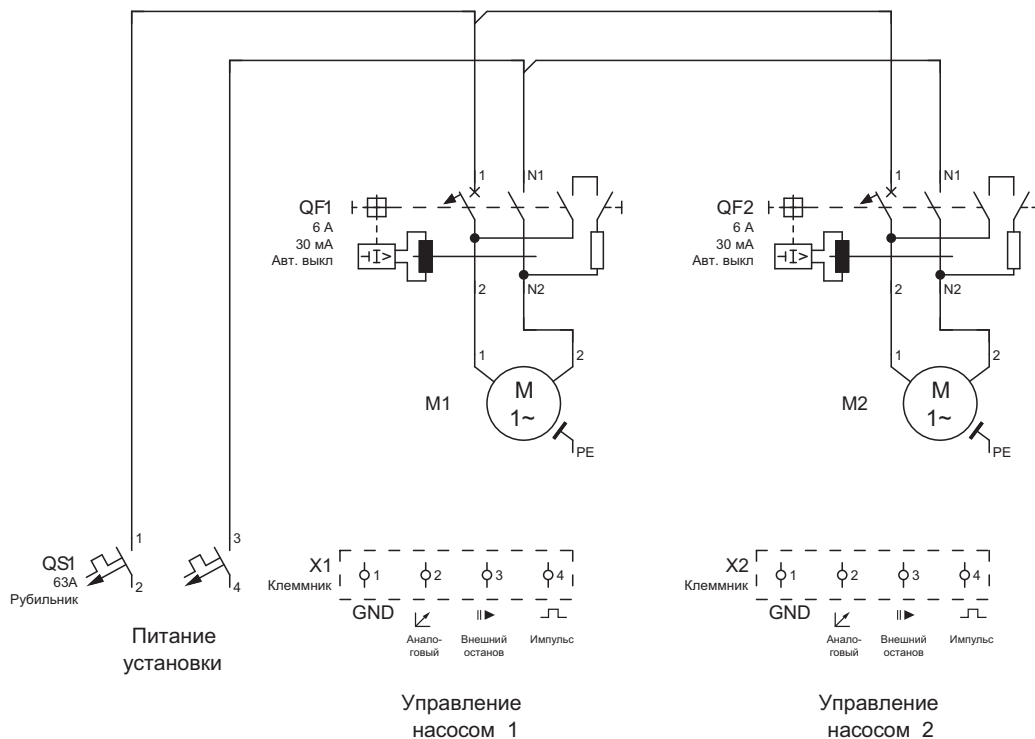 1
N1
QF1
6 A
30 мА
Авт. выкл
I>
2
N2
1
2
M1
M
1~
PE
1
N1
QF2
6 A
30 мА
Авт. выкл
I>
2
N2
1
2
M2
M
1~
PE
QS1
63А
Рубильник
1
2
3
4
Питание
установки
X1
Клеммник
1
2
3
4
GND
Анало-
говый
Внешний
останов
Импульс
Управление
насосом 1
X2
Клеммник
1
2
3
4
GND
Анало-
говый
Внешний
останов
Импульс
Управление
насосом 2